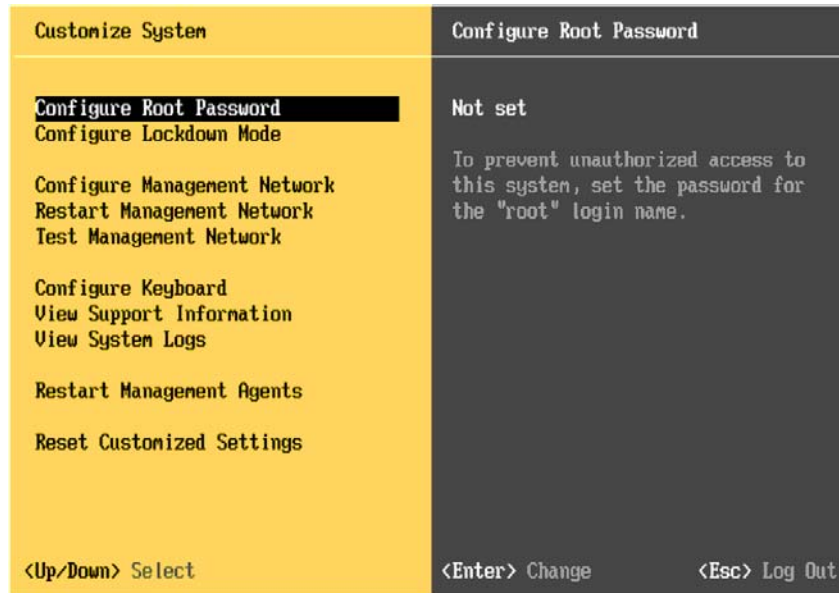 Customize System
Configure Root Password
Configure Lockdown Mode
Configure Management Network
Restart Management Network
Test Management Network
Configure Keyboard
View Support Information
View System Logs
Restart Management Agents
Reset Customized Settings
<Up/Down> Select
Configure Root Password
Not set
To prevent unauthorized access to
this system, set the password for
the "root" login name.
<Enter> Change
<Esc> Log Out